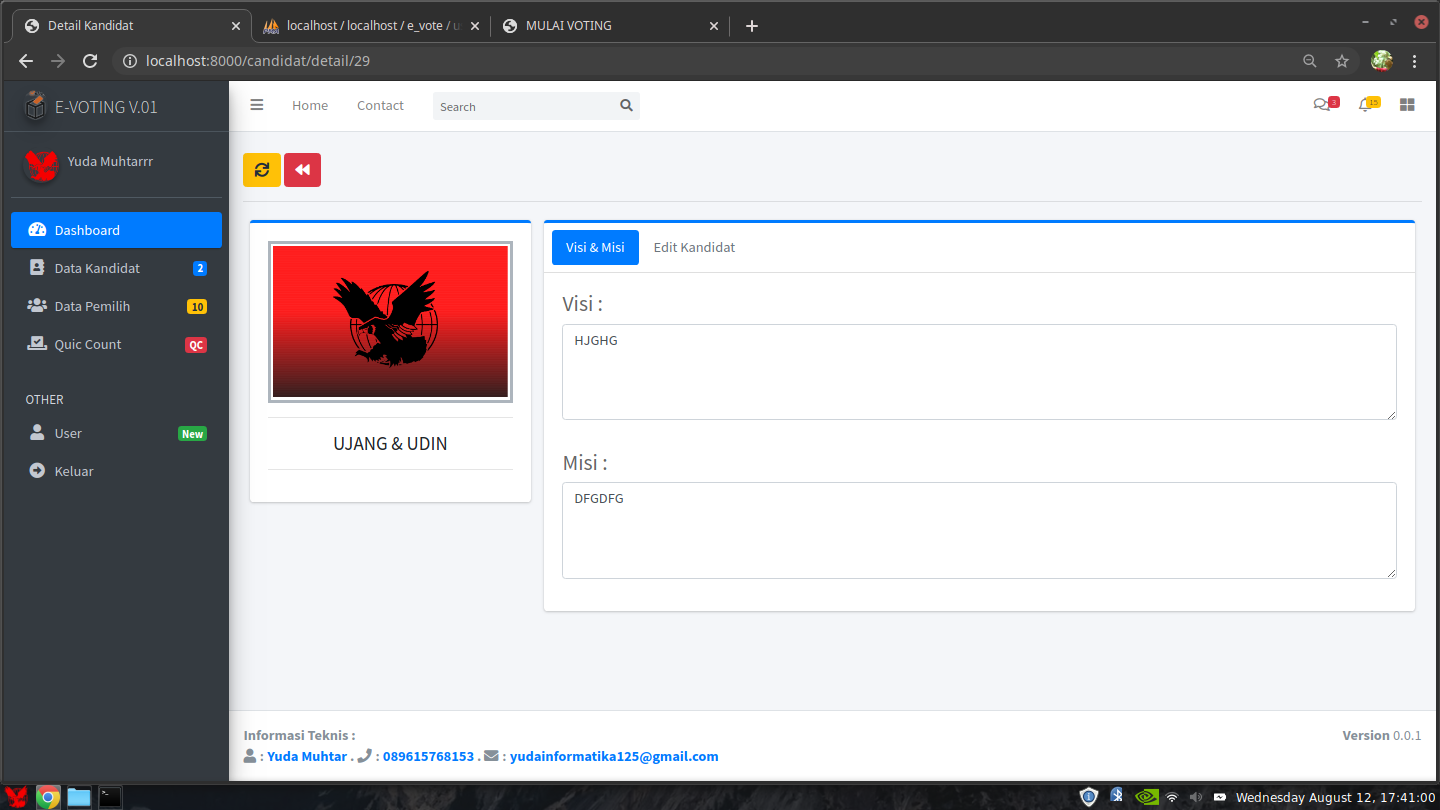 Detail Kandidat
localhost / localhost / e_vote / u
MULAI VOTING
localhost:8000/candidat/detail/29
E-VOTING V.01
Home
Contact
Search
3
15
Yuda Muhtarrr
Dashboard
Data Kandidat
2
Data Pemilih
10
Quic Count
QC
OTHER
User
New
Keluar
UJANG & UDIN
Visi & Misi
Edit Kandidat
Visi :
HJGHG
Misi :
DFGDFG
Informasi Teknis :
: Yuda Muhtar . : 089615768153 . : yudainformatika125@gmail.com
Version 0.0.1
Wednesday August 12, 17:41:00